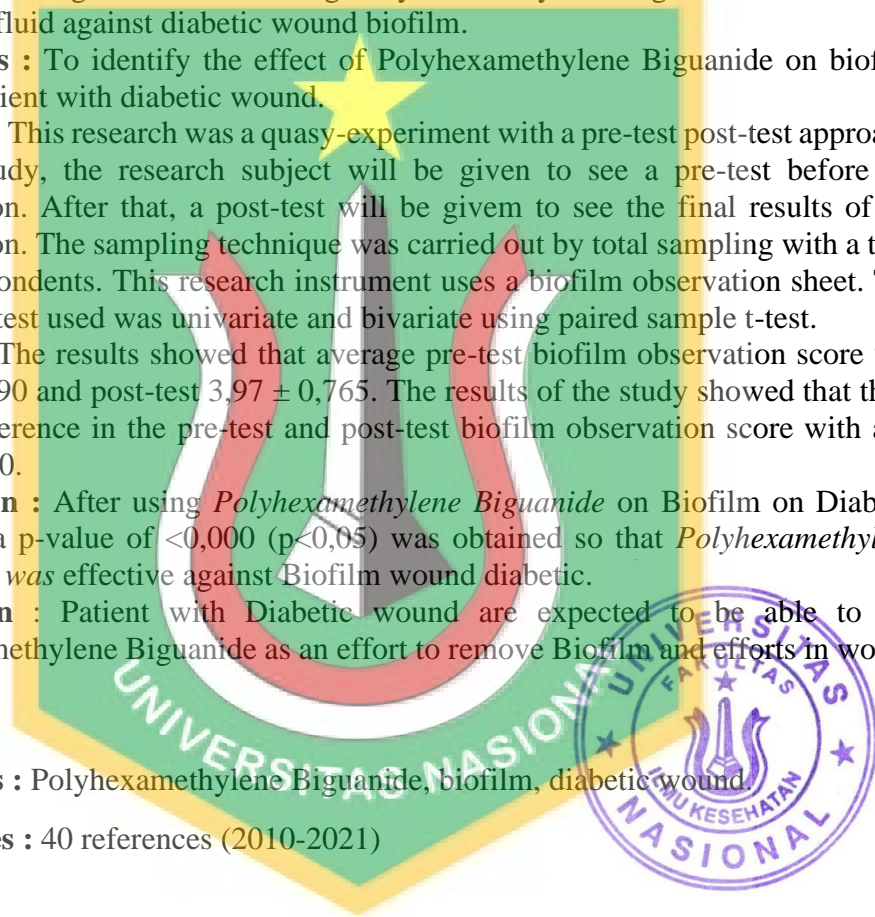 fluid against diabetic wound biofilm.
s : To identify the effect of Polyhexamethylene Biguanide on biof
ient with diabetic wound.
This research was a quasy-experiment with a pre-test post-test approa
udy, the research subject will be given to see a pre-test before
on. After that, a post-test will be givem to see the final results of
on. The sampling technique was carried out by total sampling with a t
ondents. This research instrument uses a biofilm observation sheet. T
test used was univariate and bivariate using paired sample t-test.
The results showed that average pre-test biofilm observation score
90 and post-test 3,97 ± 0,765. The results of the study showed that th
erence in the pre-test and post-test biofilm observation score with a
0.
n : After using Polyhexamethylene Biguanide on Biofilm on Diab
a p-value of <0,000 (p<0,05) was obtained so that Polyhexamethyl
was effective against Biofilm wound diabetic.
n : Patient with Diabetic wound are expected to be able to
methylene Biguanide as an effort to remove Biofilm and efforts in wo
UNIVERSITAS NASIONAL
s : Polyhexamethylene Biguanide, biofilm, diabetic wound.
es : 40 references (2010-2021)
UNIVERSITAS
NASIONAL
FAKULTAS
ILMU KESEHATAN